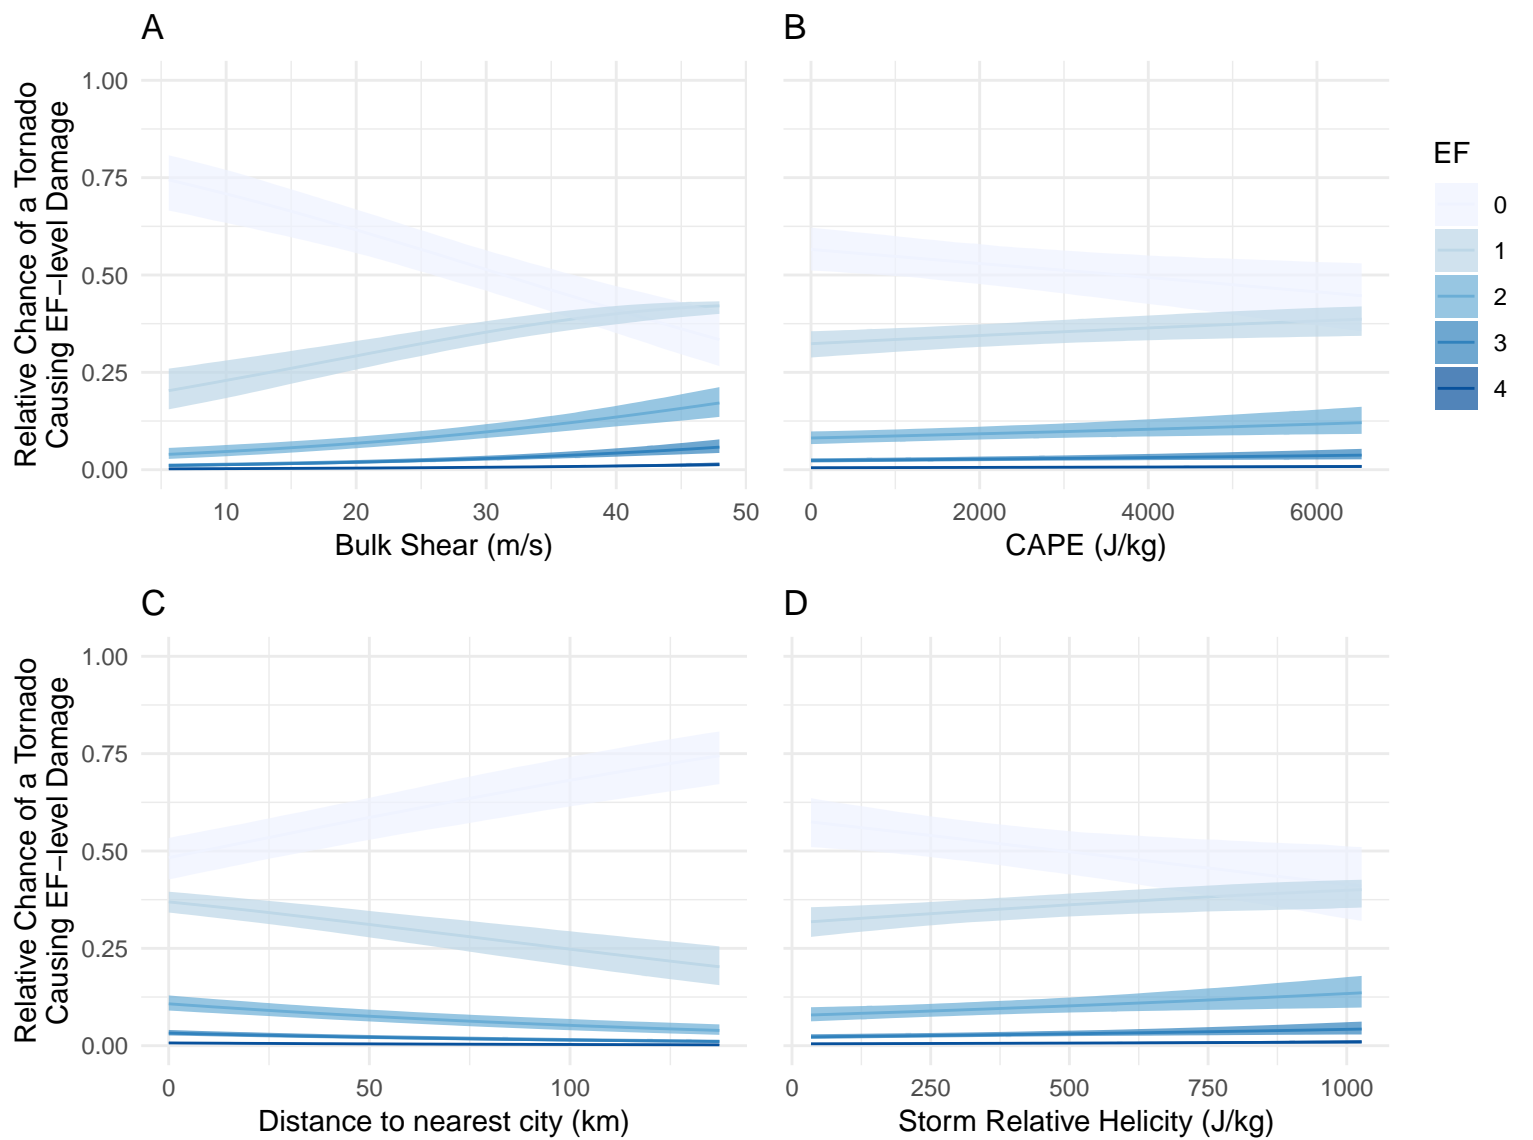 A
B
Relative Chance of a Tornado
Causing EF−level Damage
1.00
0.75
0.50
0.25
0.00
10
20
30
40
50
Bulk Shear (m/s)
0
2000
4000
6000
CAPE (J/kg)
EF
0
1
2
3
4
C
D
Relative Chance of a Tornado
Causing EF−level Damage
1.00
0.75
0.50
0.25
0.00
0
50
100
Distance to nearest city (km)
0
250
500
750
1000
Storm Relative Helicity (J/kg)